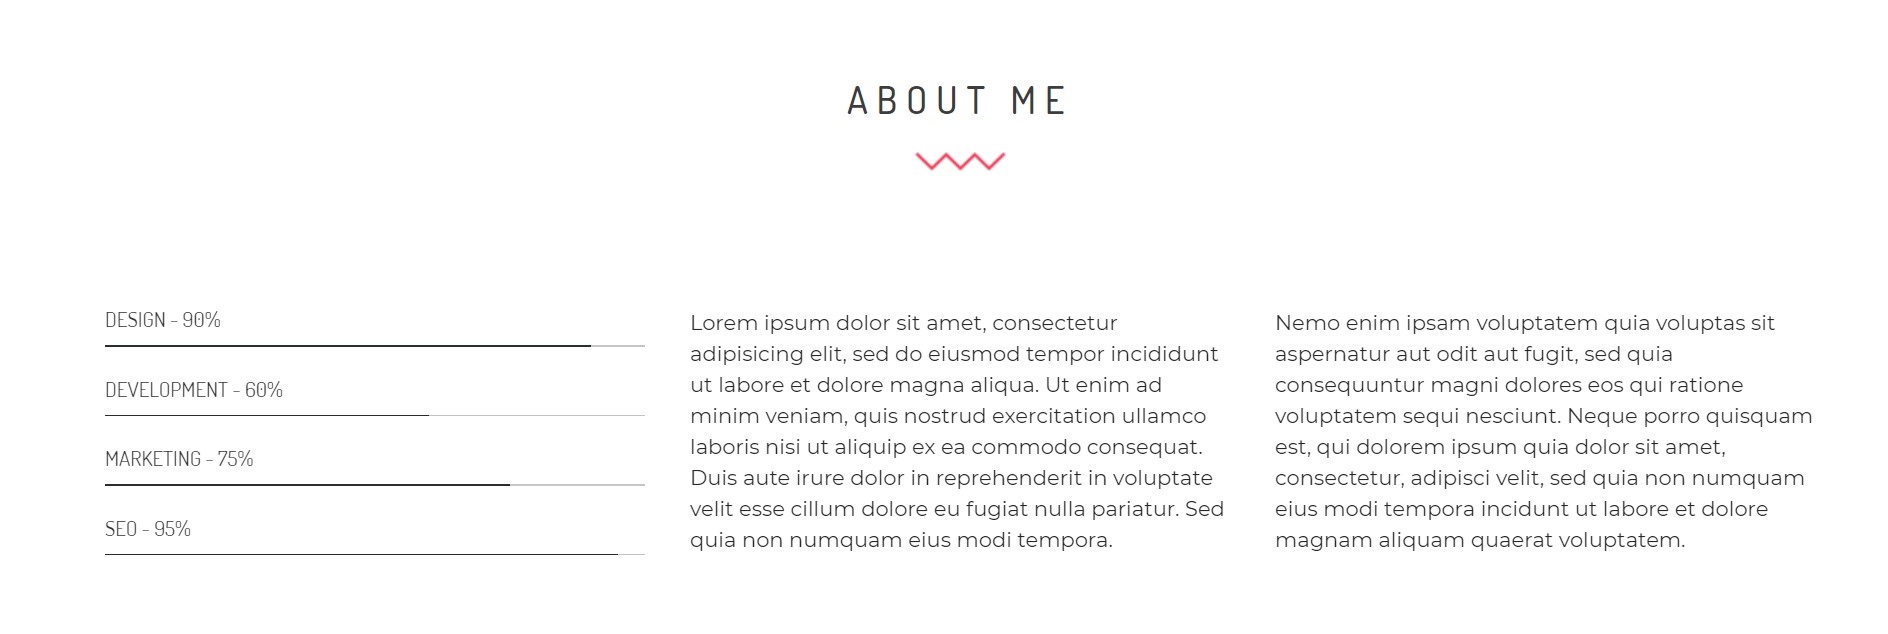 ABOUT ME
DESIGN - 90%
DEVELOPMENT - 60%
MARKETING - 75%
SEO - 95%
Lorem ipsum dolor sit amet, consectetur
adipisicing elit, sed do eiusmod tempor incididunt
ut labore et dolore magna aliqua. Ut enim ad
minim veniam, quis nostrud exercitation ullamco
laboris nisi ut aliquip ex ea commodo consequat.
Duis aute irure dolor in reprehenderit in voluptate
velit esse cillum dolore eu fugiat nulla pariatur. Sed
quia non numquam eius modi tempora.
Nemo enim ipsam voluptatem quia voluptas sit
aspernatur aut odit aut fugit, sed quia
consequuntur magni dolores eos qui ratione
voluptatem sequi nesciunt. Neque porro quisquam
est, qui dolorem ipsum quia dolor sit amet,
consectetur, adipisci velit, sed quia non numquam
eius modi tempora incidunt ut labore et dolore
magnam aliquam quaerat voluptatem.